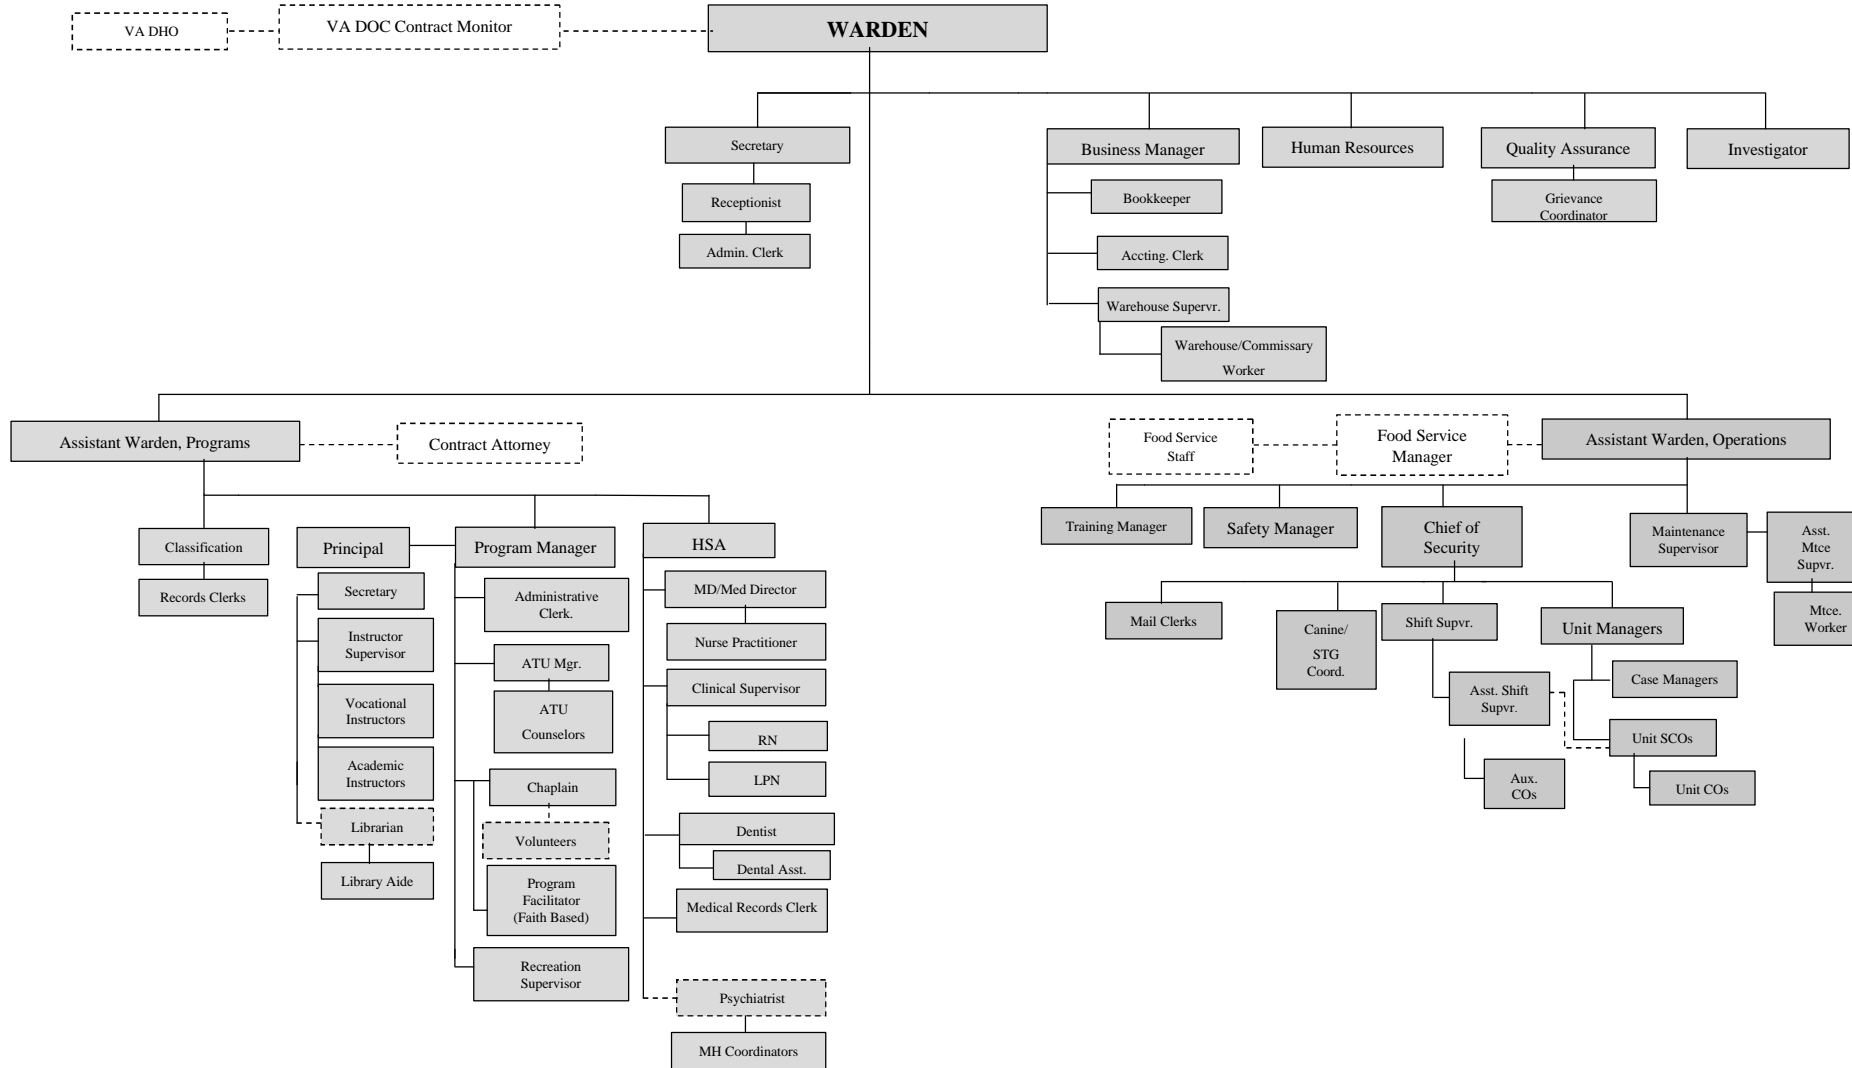 VA DHO
VA DOC Contract Monitor
WARDEN
Secretary
Business Manager
Human Resources
Quality Assurance
Investigator
Receptionist
Bookkeeper
Grievance
Coordinator
Admin. Clerk
Accting. Clerk
Warehouse Supervr.
Warehouse/Commissary
Worker
Assistant Warden, Programs
Contract Attorney
Food Service
Staff
Food Service
Manager
Assistant Warden, Operations
Classification
Records Clerks
Principal
Program Manager
HSA
Secretary
Instructor
Supervisor
Vocational
Instructors
Academic
Instructors
Librarian
Library Aide
Administrative
Clerk.
ATU Mgr.
ATU
Counselors
Chaplain
Volunteers
Program
Facilitator
(Faith Based)
Recreation
Supervisor
MD/Med Director
Nurse Practitioner
Clinical Supervisor
RN
LPN
Dentist
Dental Asst.
Medical Records Clerk
Psychiatrist
MH Coordinators
Training Manager
Safety Manager
Chief of
Security
Maintenance
Supervisor
Asst.
Mtce
Supvr.
Mtce.
Worker
Mail Clerks
Canine/
STG
Coord.
Shift Supvr.
Unit Managers
Asst. Shift
Supvr.
Case Managers
Unit SCOs
Aux.
COs
Unit COs